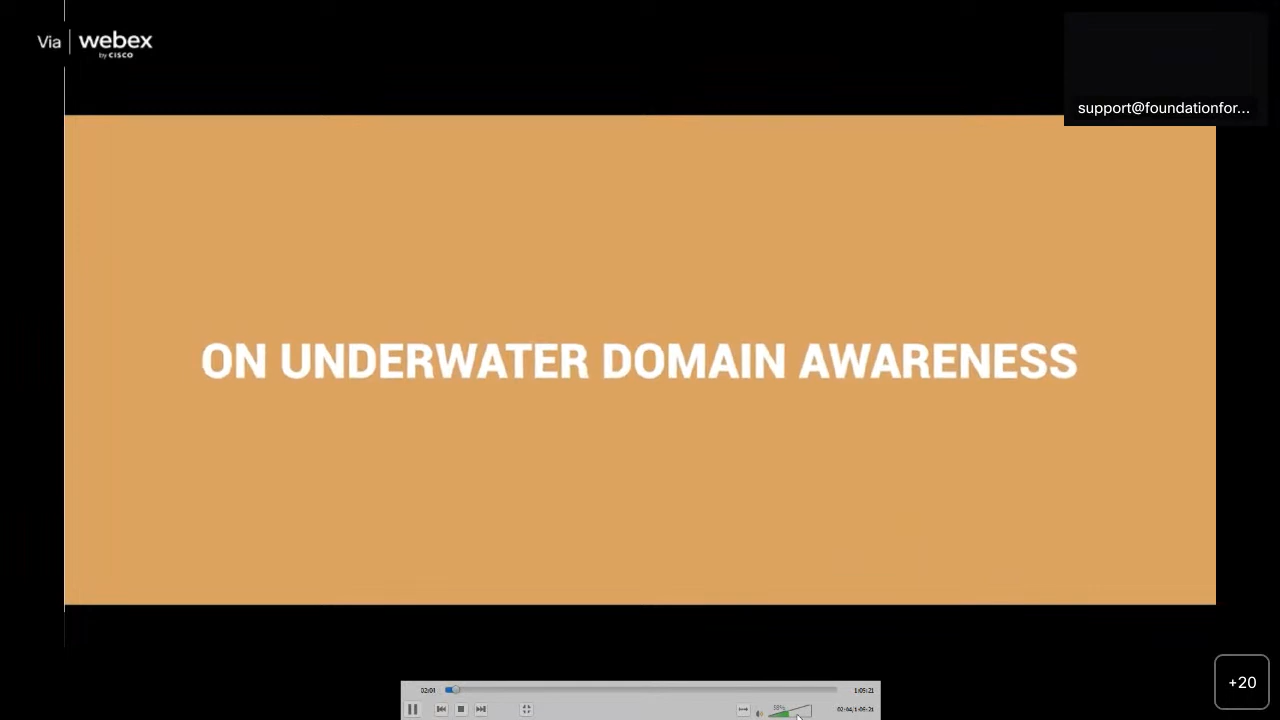 Via | webex
by CISCO
support@foundationfor...
ON UNDERWATER DOMAIN AWARENESS
+20